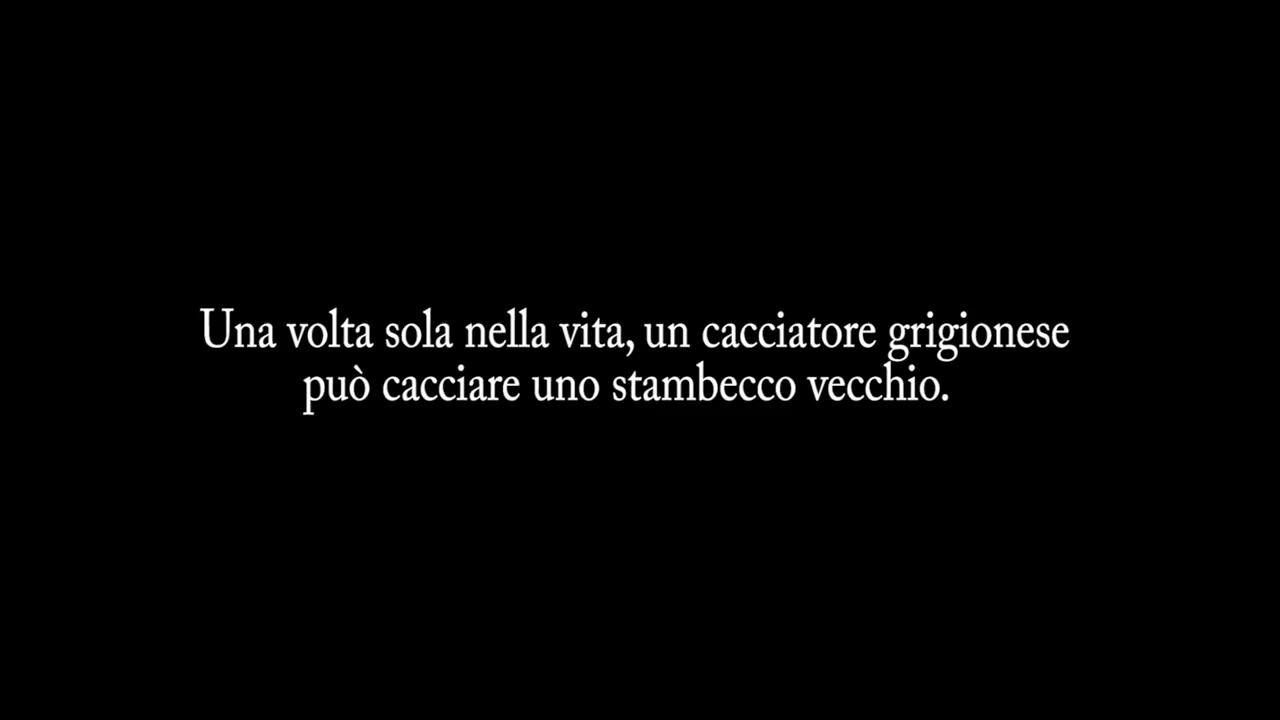 Una volta sola nella vita, un cacciatore grigionese
può cacciare uno stambecco vecchio.